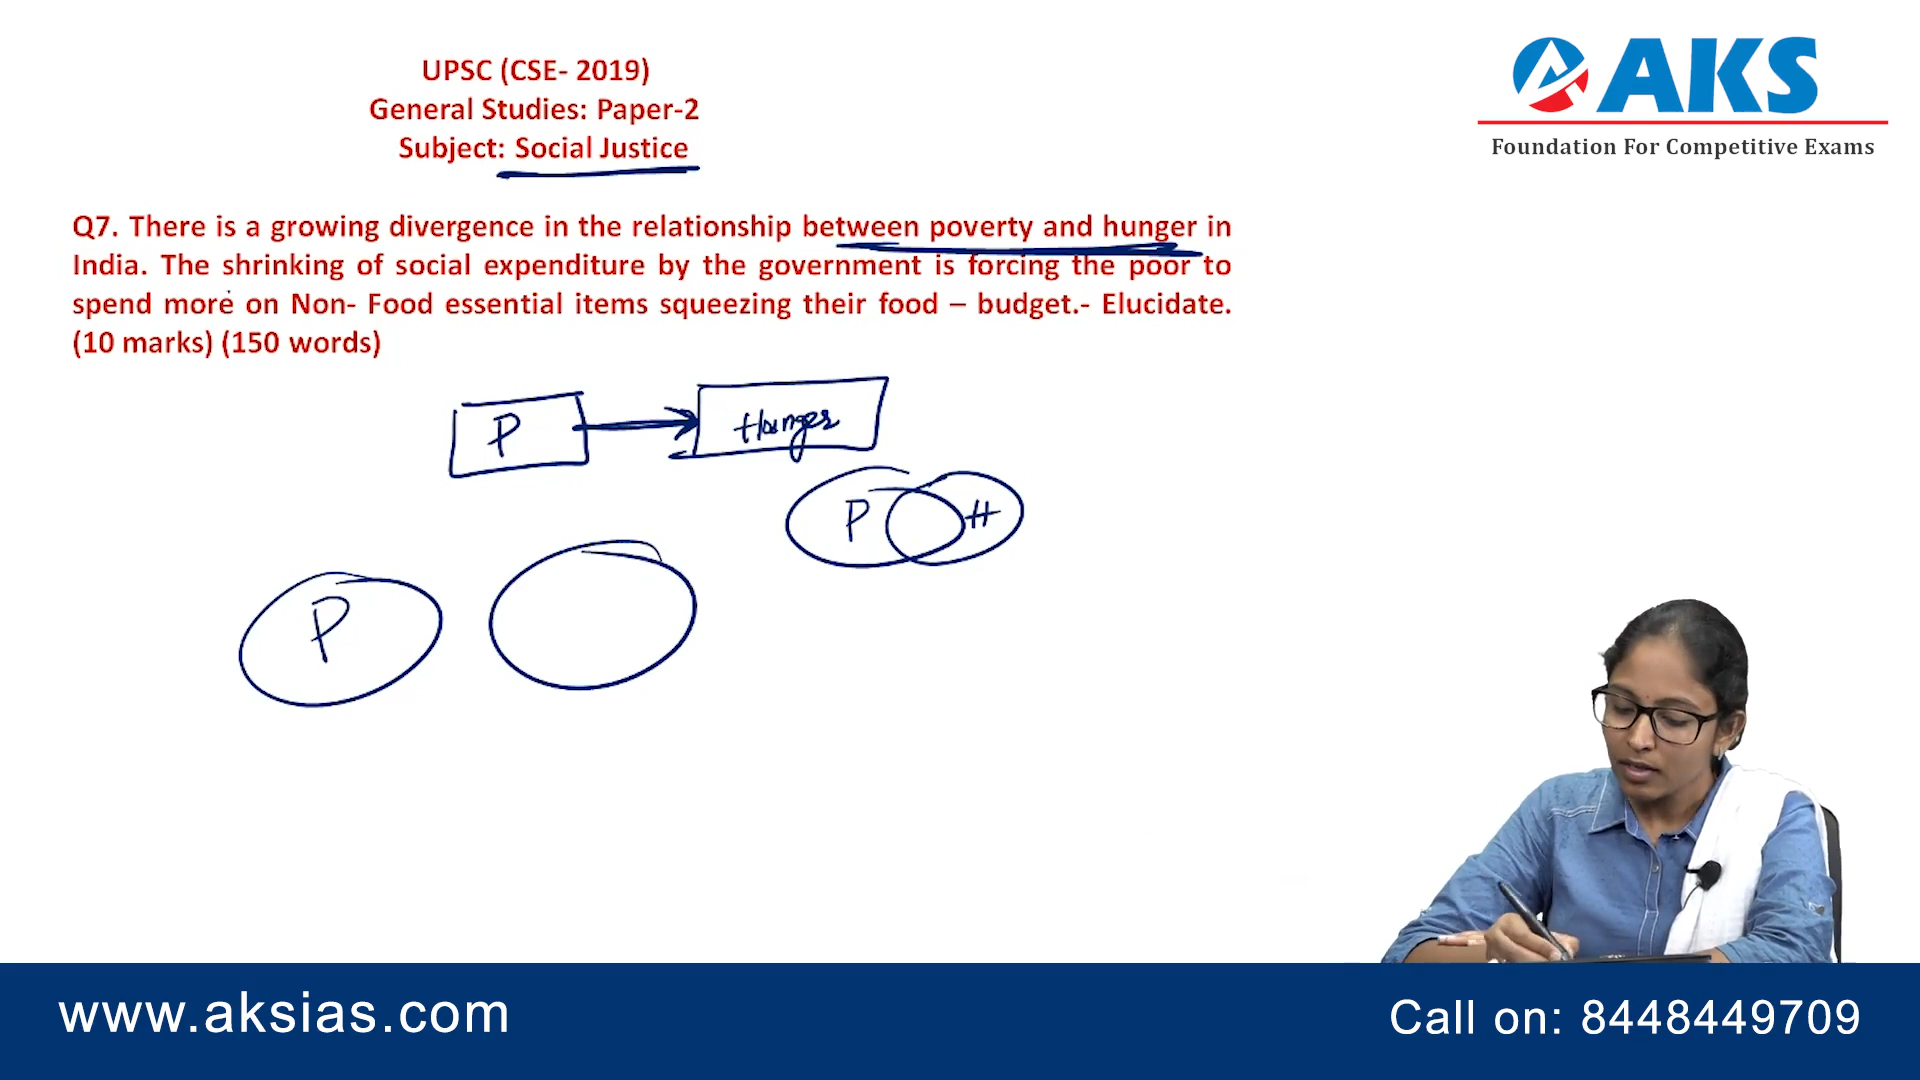 UPSC (CSE- 2019)
General Studies: Paper-2
Subject: Social Justice
AKS
Foundation For Competitive Exams
Q7. There is a growing divergence in the relationship between poverty and hunger in
India. The shrinking of social expenditure by the government is forcing the poor to
spend more on Non- Food essential items squeezing their food – budget.- Elucidate.
(10 marks) (150 words)
P
Hunger
P
H
P
www.aksias.com
Call on: 8448449709